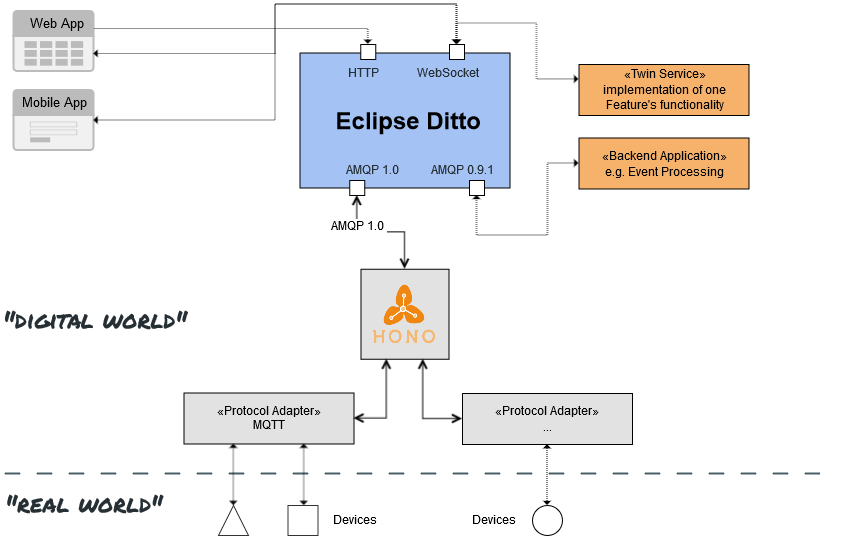 Web App
Mobile App
HTTP
WebSocket
Eclipse Ditto
AMQP 1.0
AMQP 0.9.1
«Twin Service»
implementation of one
Feature's functionality
«Backend Application»
e.g. Event Processing
AMQP 1.0
HONO
"DIGITAL WORLD"
«Protocol Adapter»
MQTT
«Protocol Adapter»
...
"REAL WORLD"
Devices
Devices